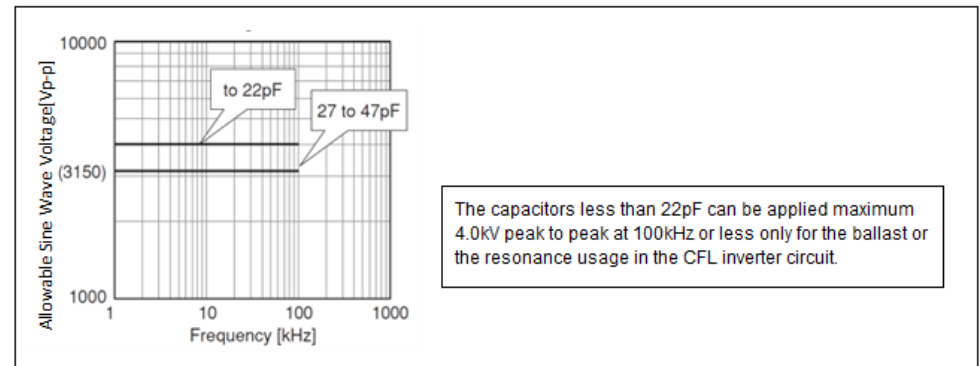 10000
to 22pF
27 to 47pF
(3150)
1000
1
10
100
1000
Frequency [kHz]
Allowable Sine Wave Voltage[Vp-p]
The capacitors less than 22pF can be applied maximum
4.0kV peak to peak at 100kHz or less only for the ballast or
the resonance usage in the CFL inverter circuit.